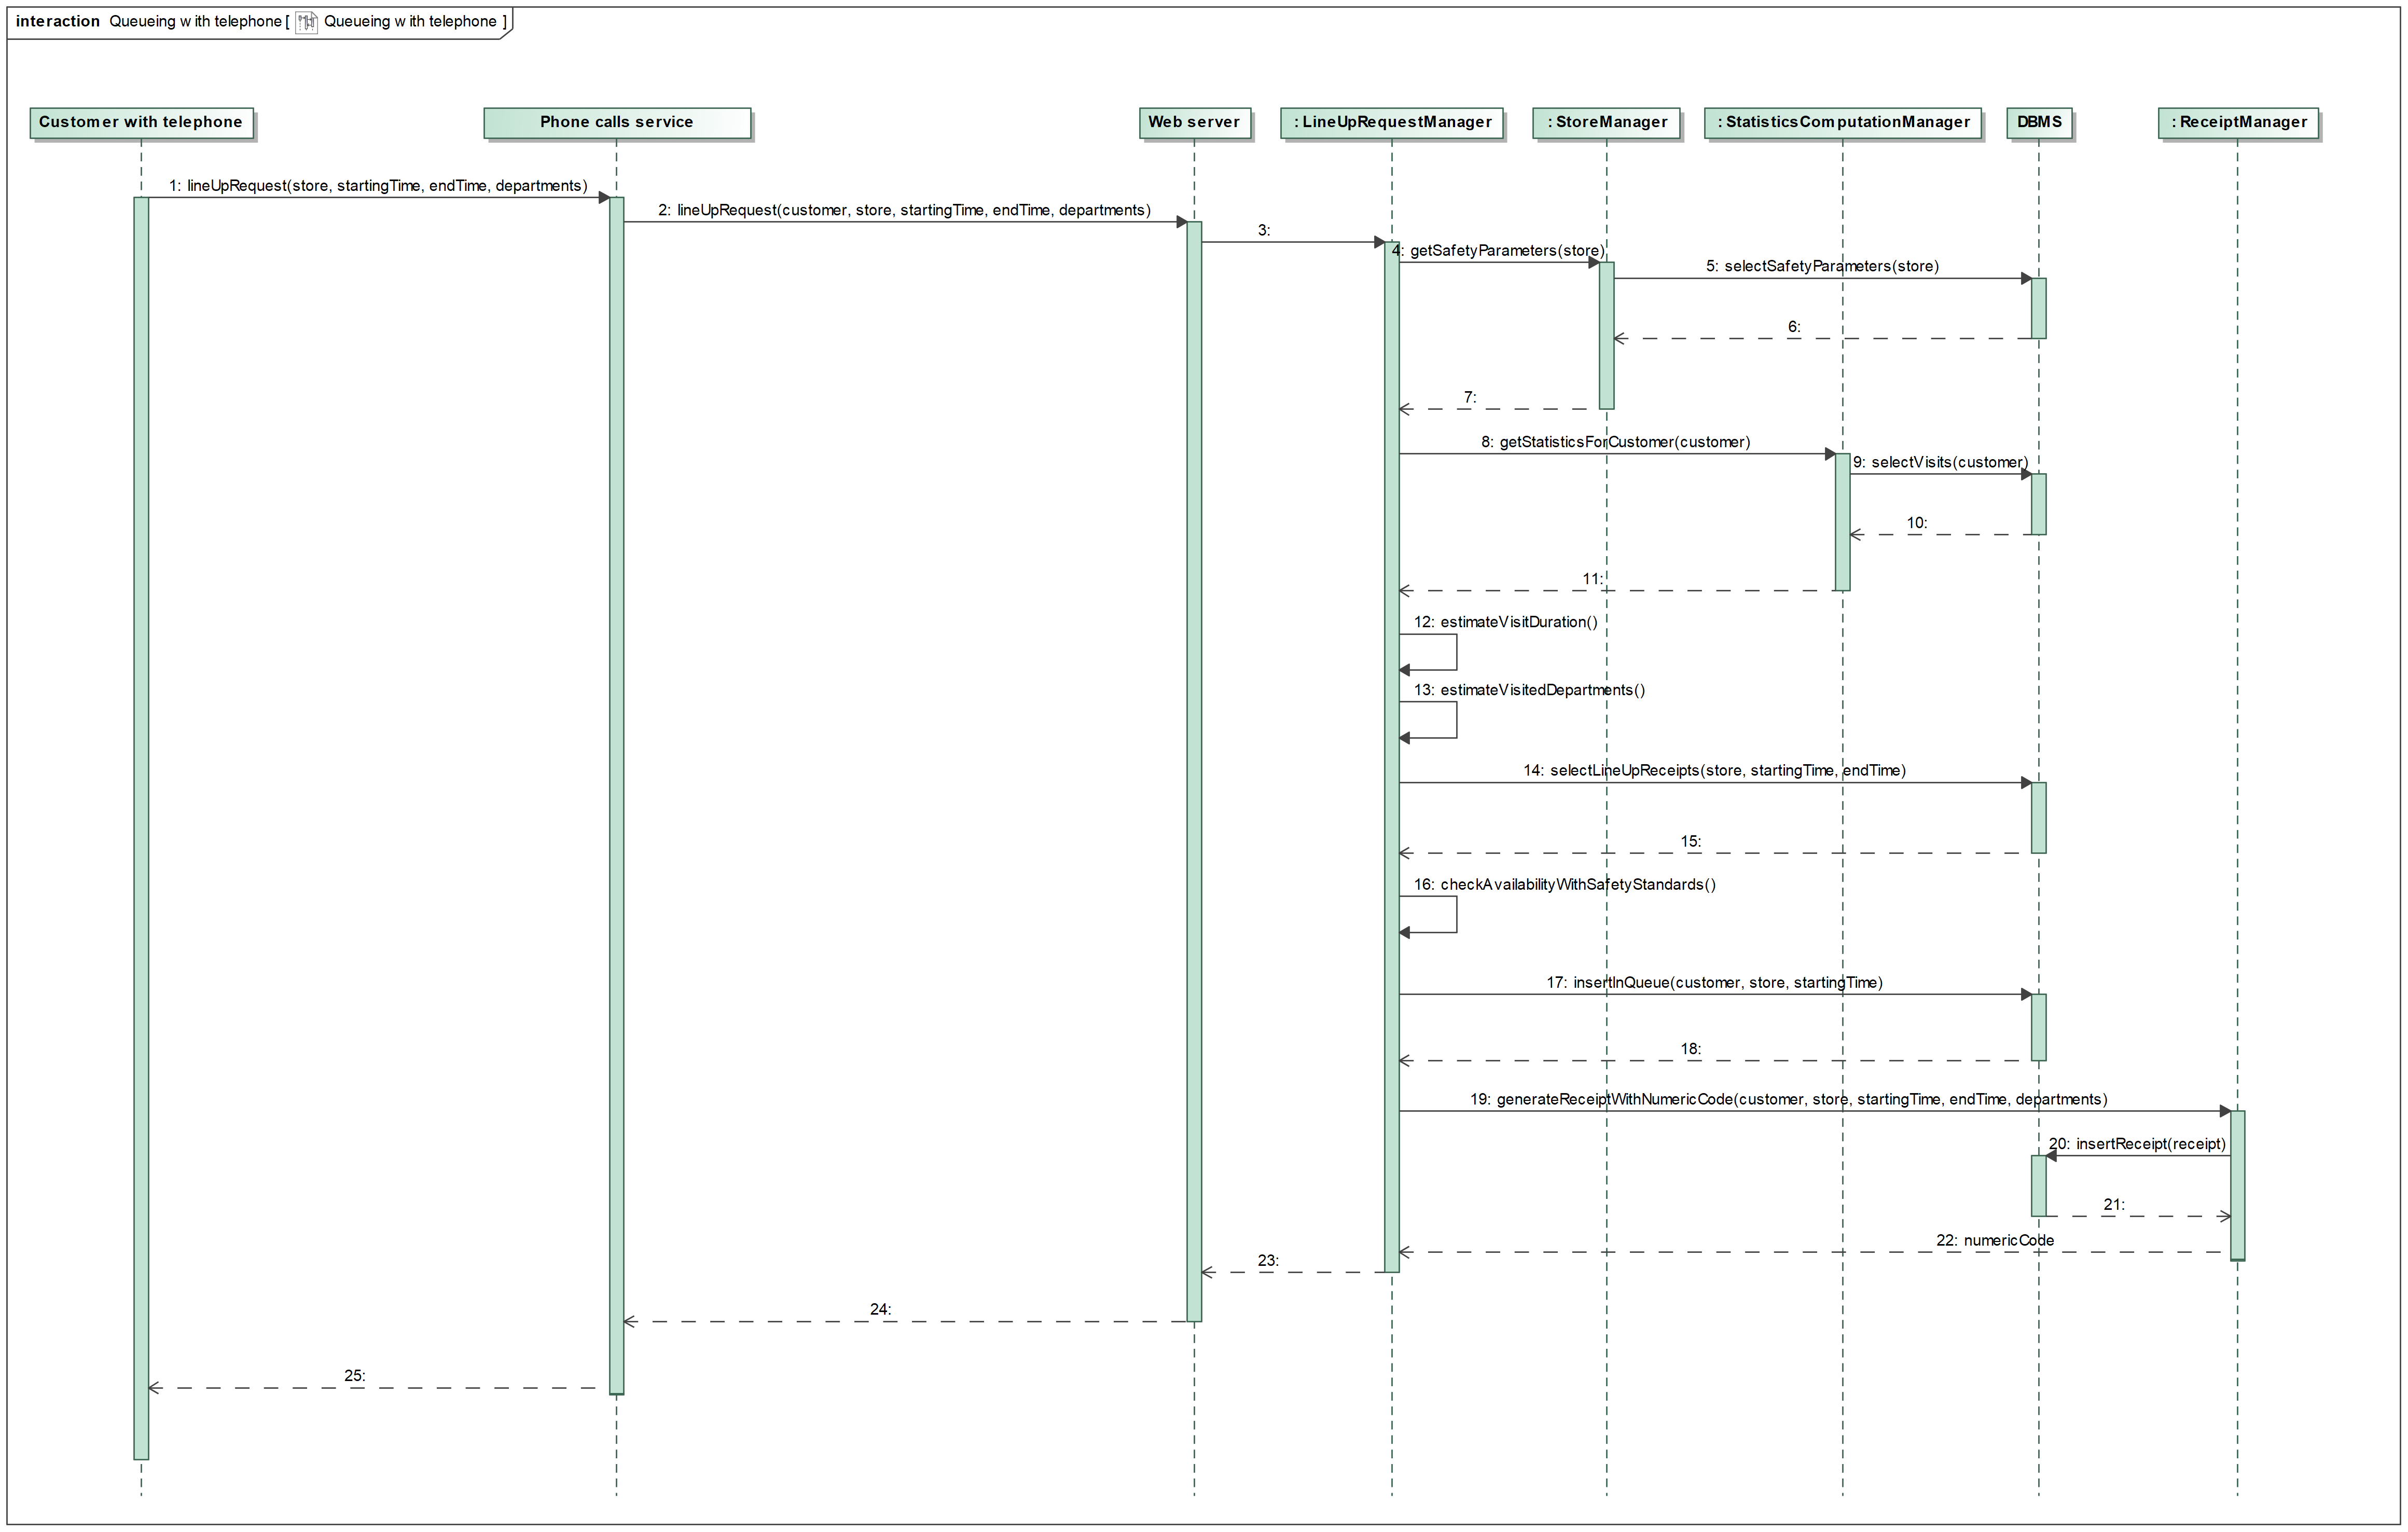 interaction Queueing with telephone [ Queueing with telephone ]
Customer with telephone
Phone calls service
Web server
: LineUpRequestManager
: StoreManager
: StatisticsComputationManager
DBMS
: ReceiptManager
1: lineUpRequest(store, startingTime, endTime, departments)
2: lineUpRequest(customer, store, startingTime, endTime, departments)
3:
4: getSafetyParameters(store)
5: selectSafetyParameters(store)
6:
7:
8: getStatisticsForCustomer(customer)
9: selectVisits(customer)
10:
11:
12: estimateVisitDuration()
13: estimateVisitedDepartments()
14: selectLineUpReceipts(store, startingTime, endTime)
15:
16: checkAvailabilityWithSafetyStandards()
17: insertInQueue(customer, store, startingTime)
18:
19: generateReceiptWithNumericCode(customer, store, startingTime, endTime, departments)
20: insertReceipt(receipt)
21:
22: numericCode
23:
24:
25: